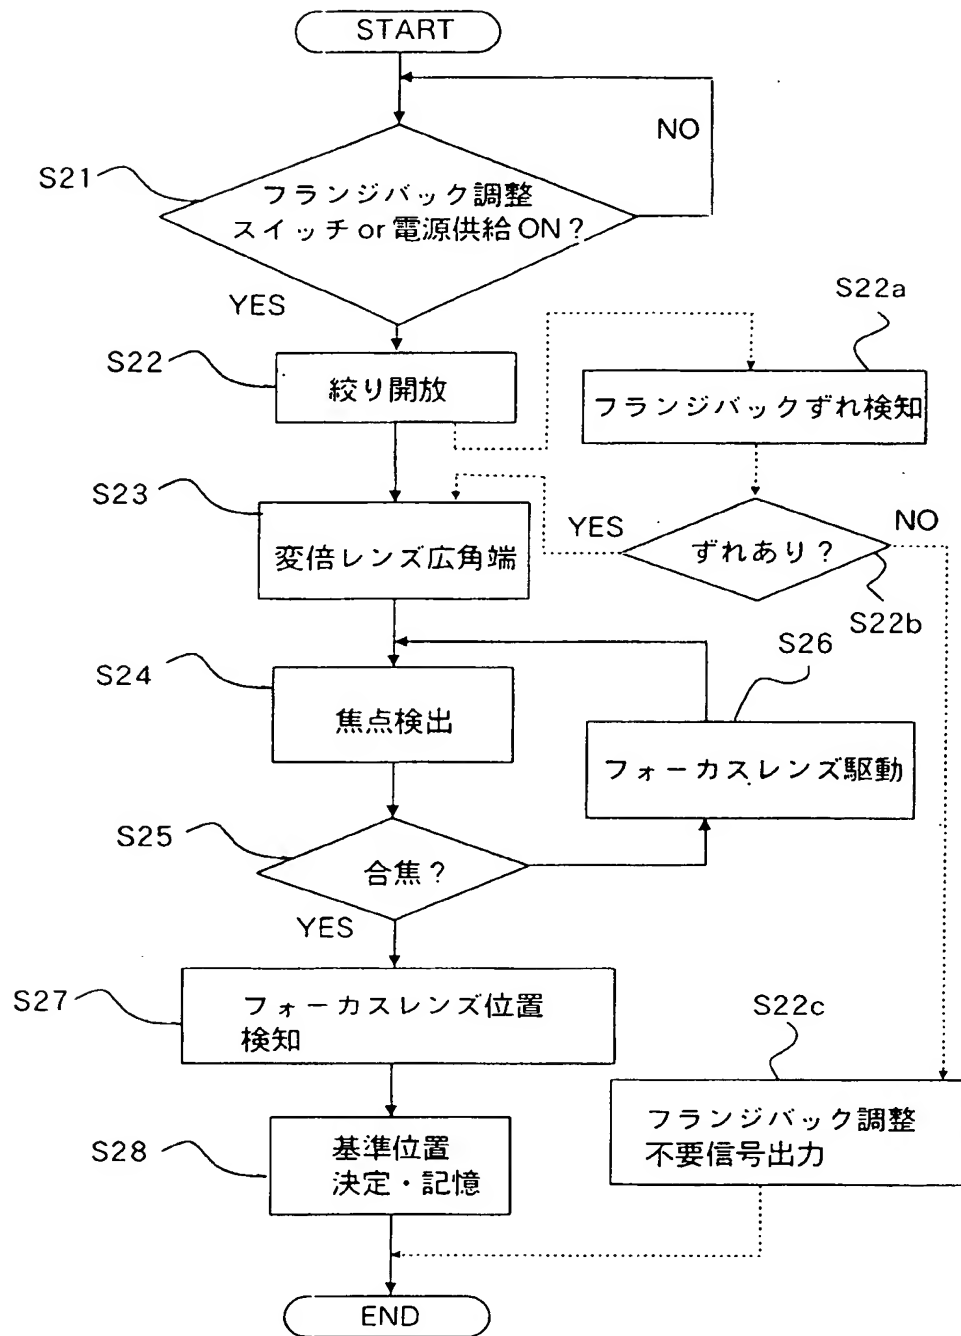 START
NO
S21
フランジバック調整
スイッチor電源供給ON？
YES
S22a
S22
絞り開放
フランジバックずれ検知
S23
変倍レンズ広角端
YES
ずれあり？
NO
S22b
S26
S24
焦点検出
フォーカスレンズ駆動
S25
合焦？
YES
S27
フォーカスレンズ位置
検知
S22c
フランジバック調整
不要信号出力
S28
基準位置
決定・記憶
END